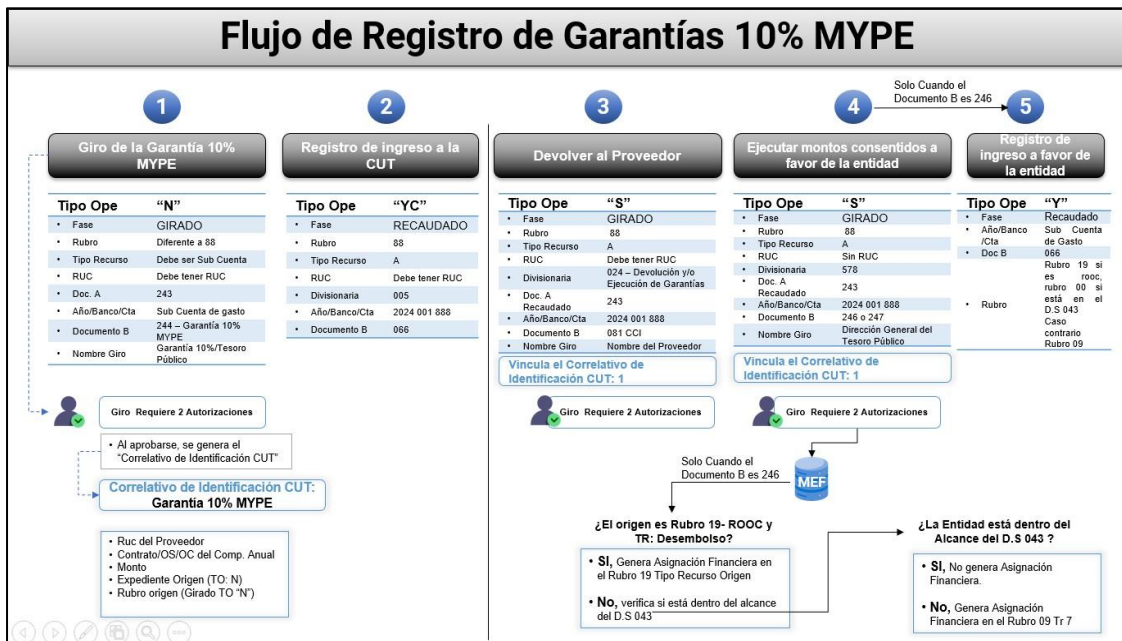 Flujo de Registro de Garantías 10% MYPE
Solo Cuando el
Documento B es 246
1
2
3
4
5
Giro de la Garantía 10%
MYPE
Tipo Ope “N”
• Fase GIRADO
• Rubro Diferente a 88
• Tipo Recurso Debe ser Sub Cuenta
• RUC Debe tener RUC
• Doc. A 243
• Año/Banco/Cta Sub Cuenta de gasto
• Documento B 244 – Garantía 10%
MYPE
• Nombre Giro Garantía 10%/Tesoro
Público
Registro de ingreso a la
CUT
Tipo Ope “YC”
• Fase RECAUDADO
• Rubro 88
• Tipo Recurso A
• RUC Debe tener RUC
• Divisionaria 005
• Año/Banco/Cta 2024 001 888
• Documento B 066
Devolver al Proveedor
Tipo Ope “S”
• Fase GIRADO
• Rubro 88
• Tipo Recurso A
• RUC Debe tener RUC
• Divisionaria 024 – Devolución y/o
Ejecución de Garantías
• Doc. A
Recaudado 243
• Año/Banco/Cta 2024 001 888
• Documento B 081 CCI
• Nombre Giro Nombre del Proveedor
Vincula el Correlativo de
Identificación CUT: 1
Ejecutar montos consentidos a
favor de la entidad
Tipo Ope “S”
• Fase GIRADO
• Rubro 88
• Tipo Recurso A
• RUC Sin RUC
• Divisionaria 578
• Doc. A
Recaudado 243
• Año/Banco/Cta 2024 001 888
• Documento B 246 o 247
• Nombre Giro Dirección General del
Tesoro Público
Vincula el Correlativo de
Identificación CUT: 1
Registro de
ingreso a favor de
la entidad
Tipo Ope “Y”
• Fase Recaudado
• Año/Banco
/Cta Sub Cuenta
de Gasto
• Doc B 066
• Rubro Rubro 19 si
es rooc,
rubro 00 si
está en el
D.S 043
Caso
contrario
Rubro 09
Giro Requiere 2 Autorizaciones
• Al aprobarse, se genera el
“Correlativo de Identificación CUT”
Correlativo de Identificación CUT:
Garantía 10% MYPE
• Ruc del Proveedor
• Contrato/OS/OC del Comp. Anual
• Monto
• Expediente Origen (TO: N)
• Rubro origen (Girado TO “N”)
Giro Requiere 2 Autorizaciones
Giro Requiere 2 Autorizaciones
Solo Cuando el
Documento B es 246
MEF
¿El origen es Rubro 19- ROOC y
TR: Desembolso?
• SI, Genera Asignación Financiera en
el Rubro 19 Tipo Recurso Origen
• No, verifica si está dentro del alcance
del D.S 043
¿La Entidad está dentro del
Alcance del D.S 043 ?
• SI, No genera Asignación
Financiera.
• No, Genera Asignación
Financiera en el Rubro 09 Tr 7